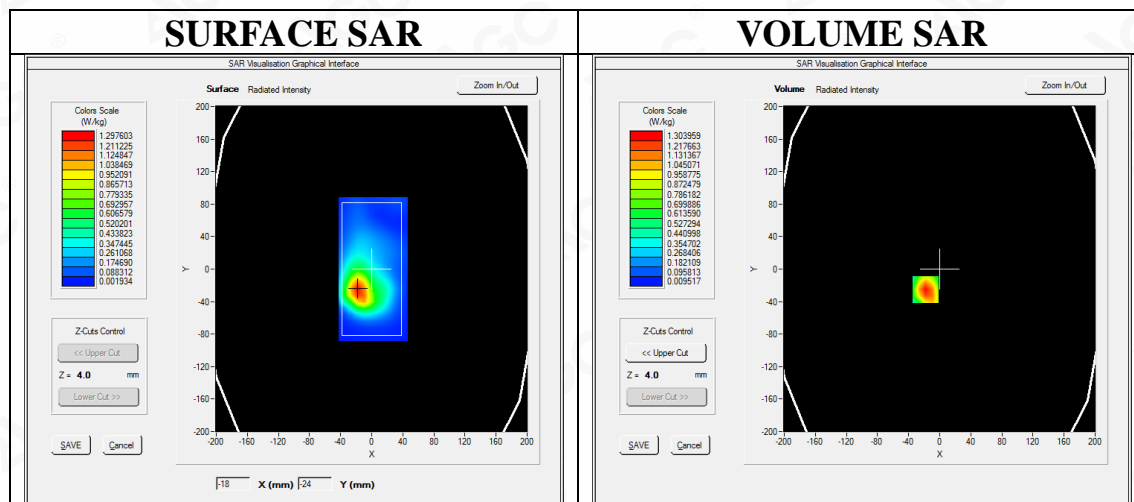 SURFACE SAR
SAR Visualisation Graphical Interface
Surface Radiated Intensity
Zoom In/Out
Colors Scale
(W/kg)
1.297603
1.211225
1.124847
1.038469
0.952091
0.865713
0.779335
0.692957
0.606579
0.520201
0.433823
0.347445
0.261068
0.174690
0.088312
0.001934
200
160
120
80
40
0
-40
-80
-120
-160
-200
Y
-200 -160 -120 -80 -40 0 40 80 120 160 200
X
Z-Cuts Control
<< Upper Cut
Z = 4.0 mm
Lower Cut >>
SAVE Cancel
-18 X (mm) -24 Y (mm)
VOLUME SAR
SAR Visualisation Graphical Interface
Volume Radiated Intensity
Zoom In/Out
Colors Scale
(W/kg)
1.303959
1.217663
1.131367
1.045071
0.958775
0.872479
0.786182
0.699886
0.613590
0.527294
0.440998
0.354702
0.268406
0.182109
0.095813
0.009517
200
160
120
80
40
0
-40
-80
-120
-160
-200
Y
-200 -160 -120 -80 -40 0 40 80 120 160 200
X
Z-Cuts Control
<< Upper Cut
Z = 4.0 mm
Lower Cut >>
SAVE Cancel